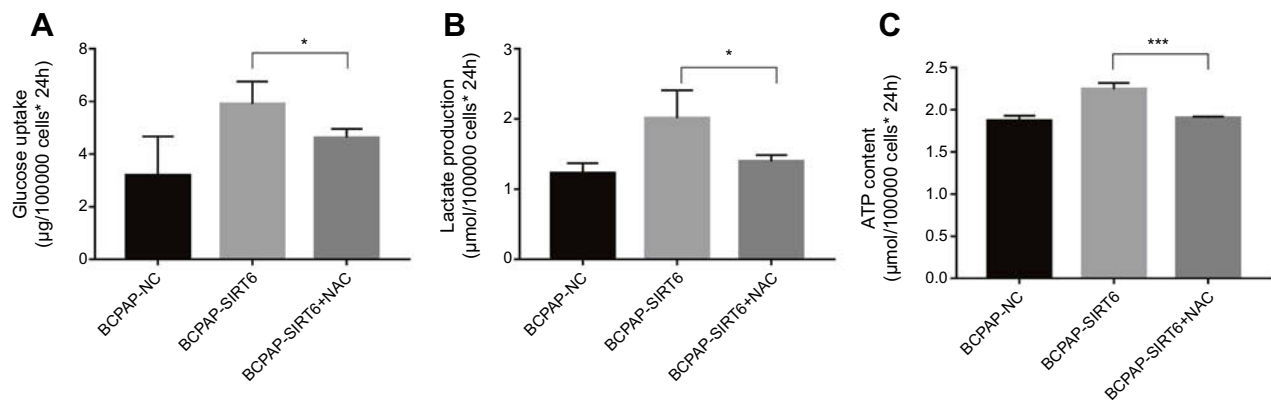 A
Glucose uptake
(µg/100000 cells* 24h)
8
6
4
2
0
*
BCPAP-NC
BCPAP-SIRT6
BCPAP-SIRT6+NAC
B
Lactate production
(µmol/100000 cells* 24h)
3
2
1
0
*
BCPAP-NC
BCPAP-SIRT6
BCPAP-SIRT6+NAC
C
ATP content
(µmol/100000 cells* 24h)
2.5
2.0
1.5
1.0
0.5
0.0
***
BCPAP-NC
BCPAP-SIRT6
BCPAP-SIRT6+NAC